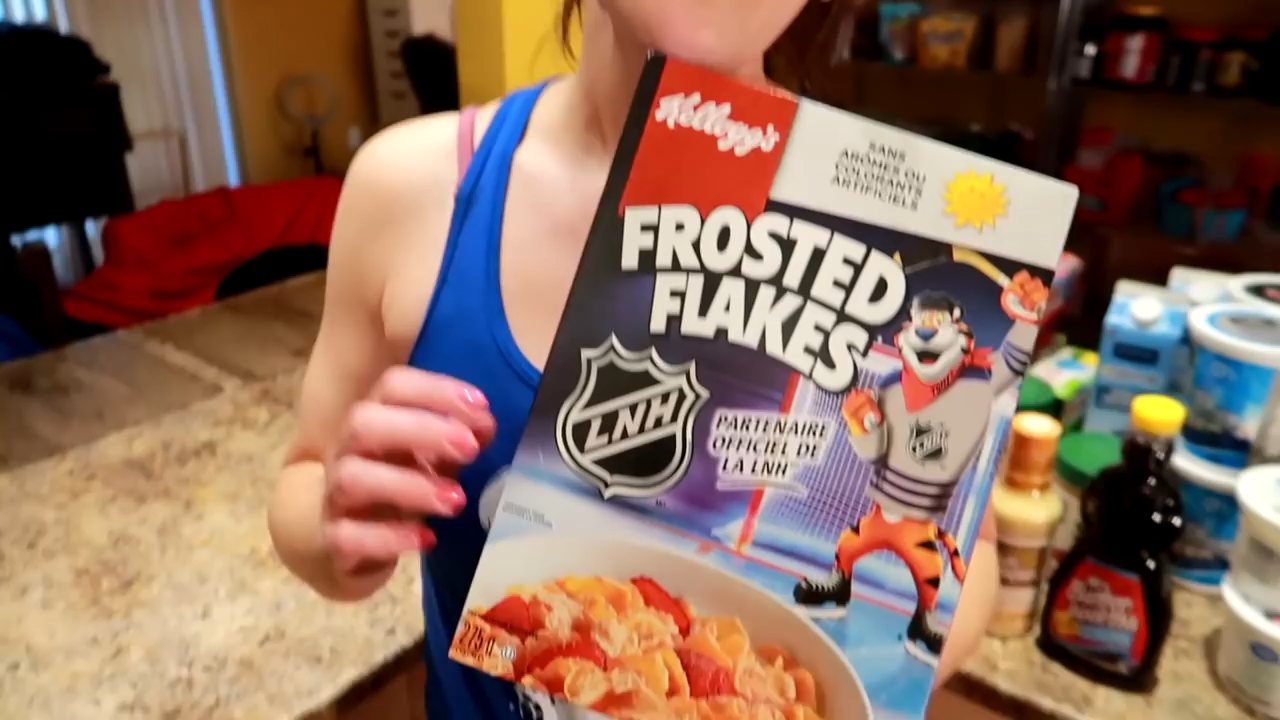 Kellogg's
SANS
ARÔMES OU
COLORANTS
ARTIFICIELS
FROSTED
FLAKES
LNH
PARTENAIRE
OFFICIEL DE
LA LNH